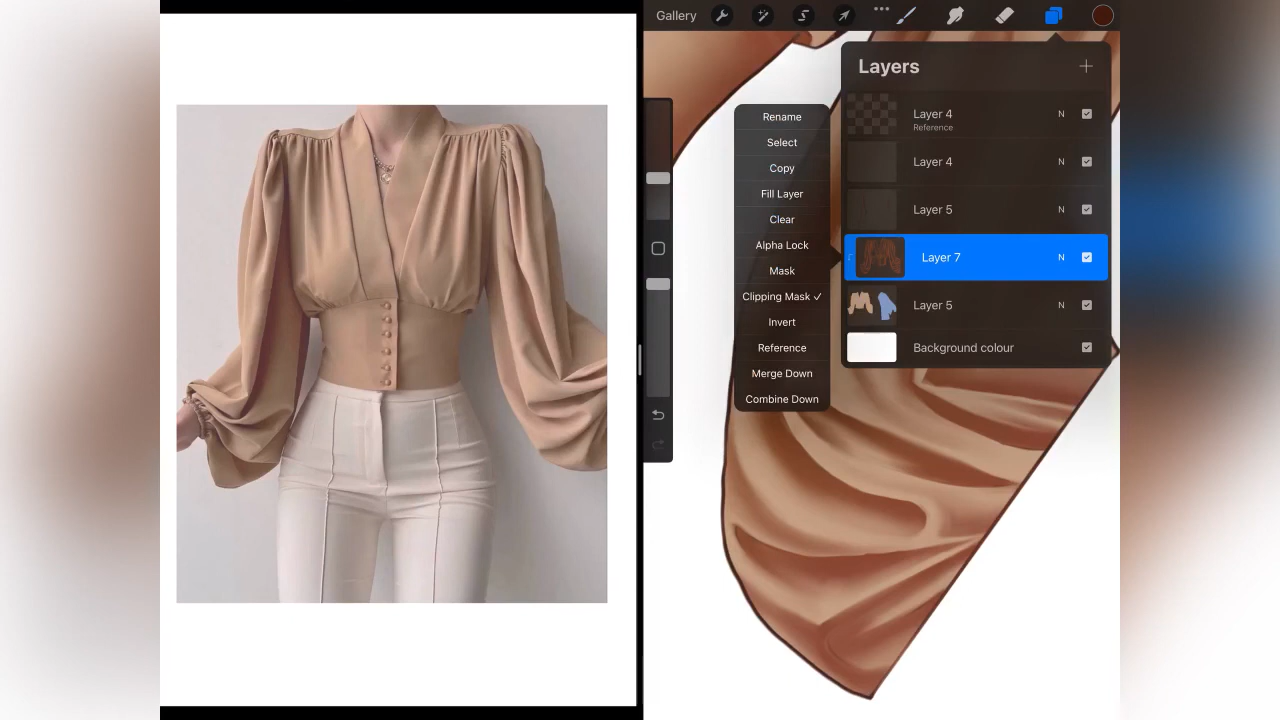 Gallery
Layers
Layer 4
N
Reference
Layer 4
N
Layer 5
N
Layer 7
N
Layer 5
N
Background colour
Rename
Select
Copy
Fill Layer
Clear
Alpha Lock
Mask
Clipping Mask ✓
Invert
Reference
Merge Down
Combine Down